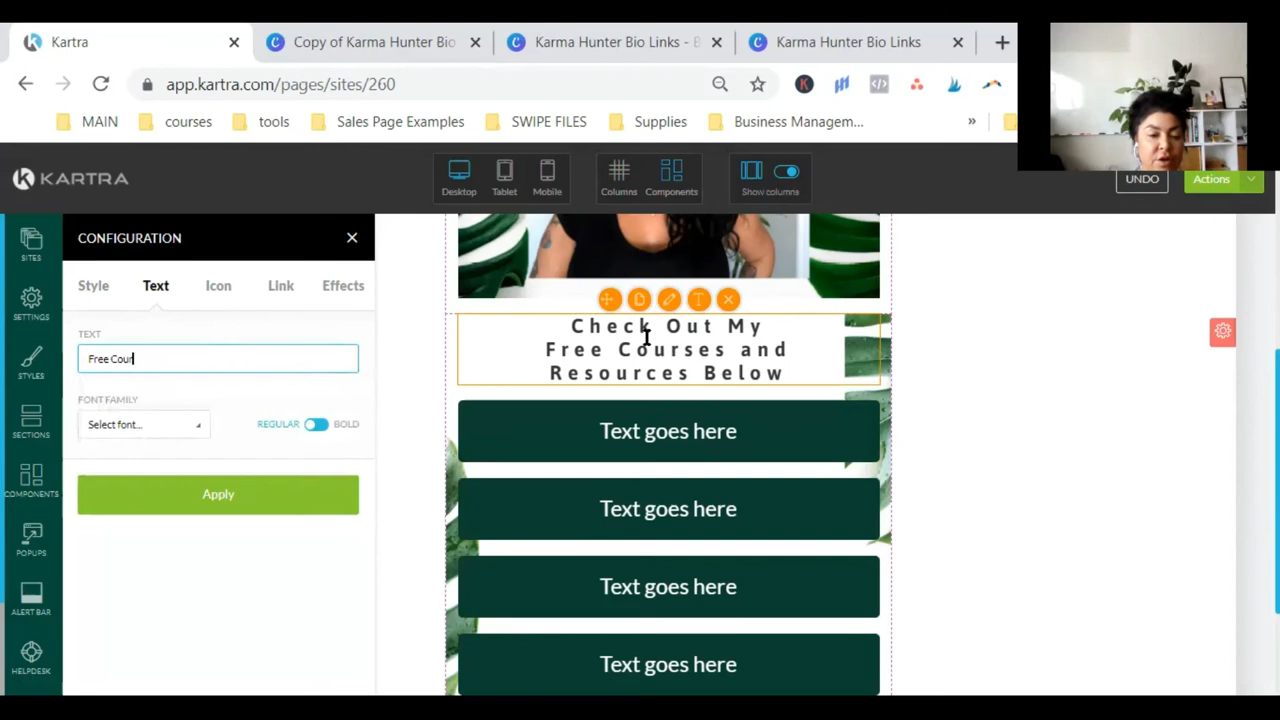 Kartra
Copy of Karma Hunter Bio
Karma Hunter Bio Links - B
Karma Hunter Bio Links
app.kartra.com/pages/sites/260
MAIN
courses
tools
Sales Page Examples
SWIPE FILES
Supplies
Business Managem...
»
KARTRA
Desktop
Tablet
Mobile
Columns
Components
Show columns
UNDO
Actions
SITES
SETTINGS
STYLES
SECTIONS
COMPONENTS
POPUPS
ALERT BAR
HELPDESK
CONFIGURATION
Style
Text
Icon
Link
Effects
TEXT
Free Cour
FONT FAMILY
Select font...
REGULAR
BOLD
Apply
Check Out My
Free Courses and
Resources Below
Text goes here
Text goes here
Text goes here
Text goes here